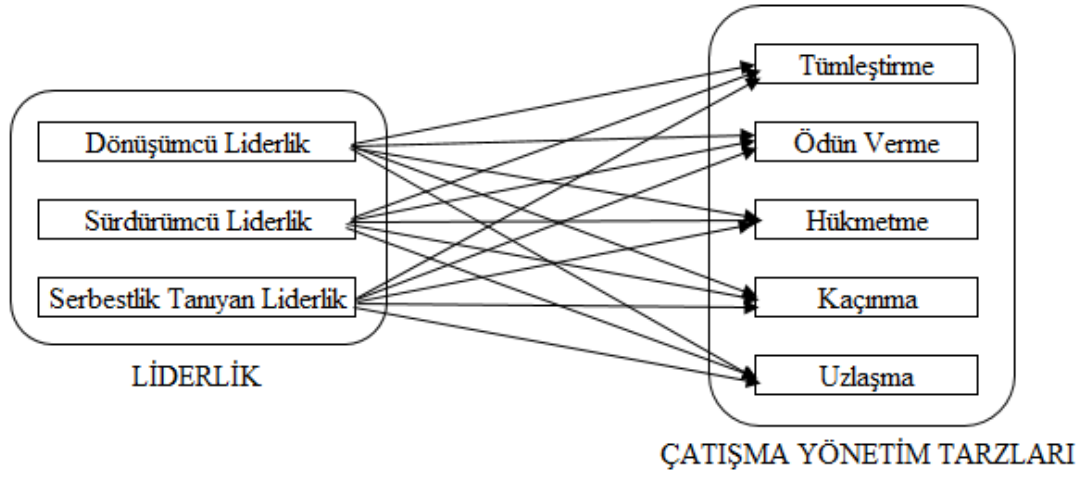 Dönüşümcü Liderlik
Sürdürümcü Liderlik
Serbestlik Tanıyan Liderlik
LİDERLİK
Tümleştirme
Ödün Verme
Hükmetme
Kaçınma
Uzlaşma
ÇATIŞMA YÖNETİM TARZLARI